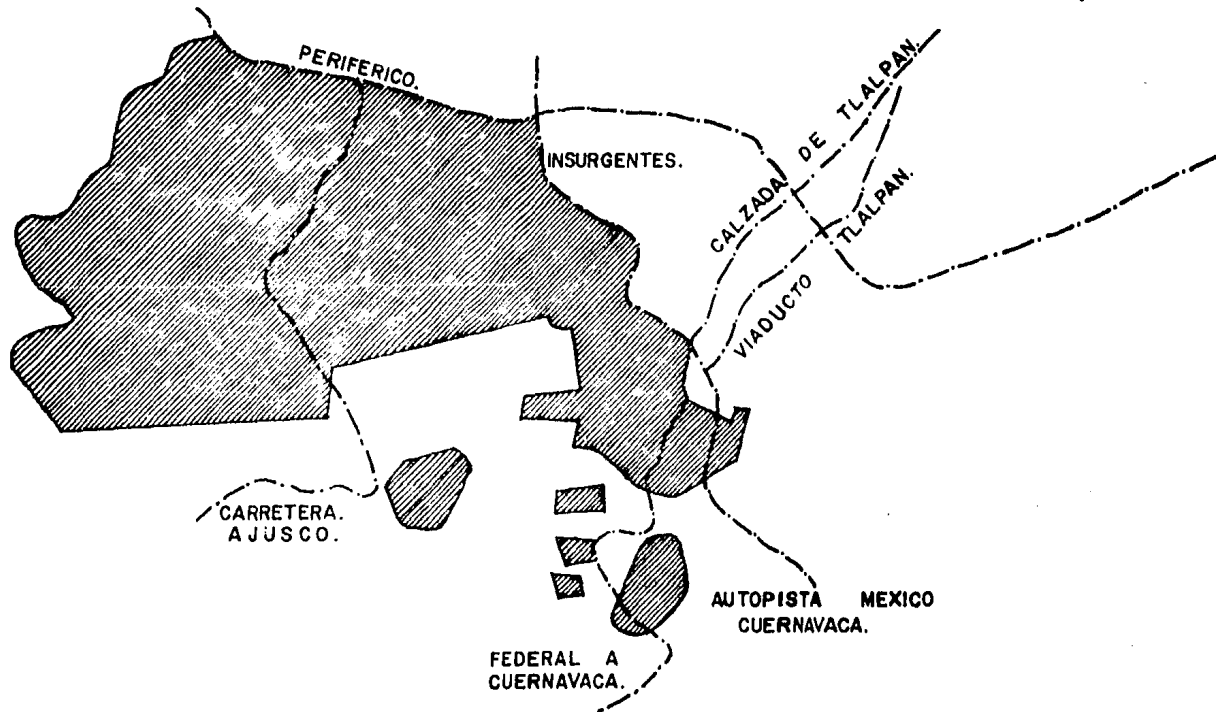 PERIFERICO.
INSURGENTES.
CALZADA DE TLALPAN.
VIADUCTO TLALPAN.
CARRETERA.
AJUSCO.
AUTOPISTA MEXICO
CUERNAVACA.
FEDERAL A
CUERNAVACA.